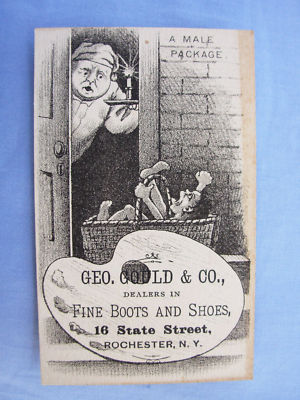 A MALE
PACKAGE.
GEO. GOULD & CO.,
DEALERS IN
FINE BOOTS AND SHOES,
16 State Street,
ROCHESTER, N. Y.